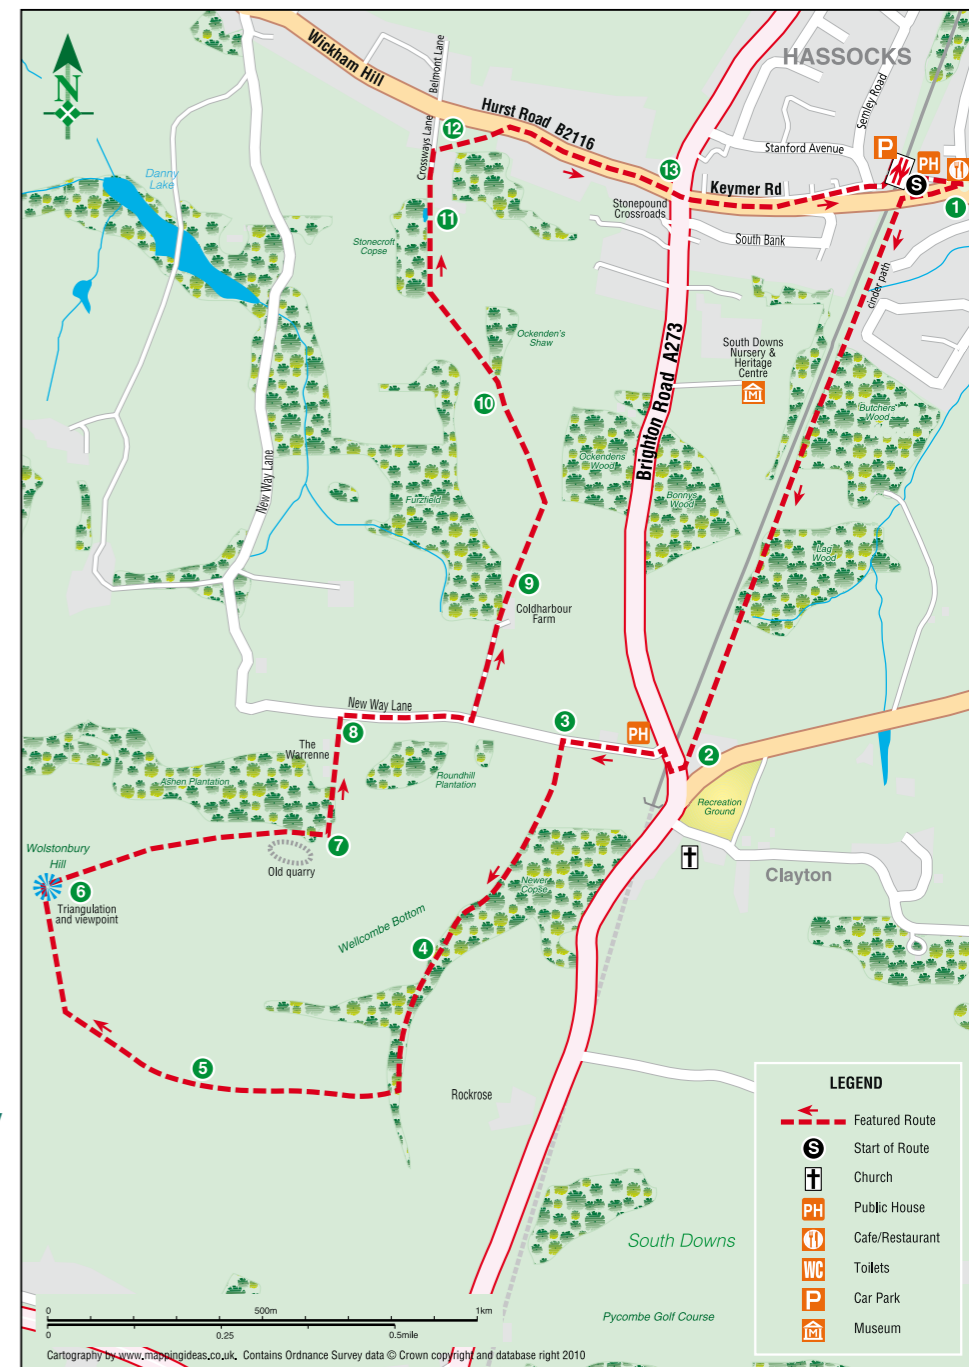 N
Wickham Hill
Belmont Lane
Hurst Road B2116
HASSOCKS
Semley Road
Stanford Avenue
P
PH
S
1
12
Crossways Lane
13
Keymer Rd
Stonepound
Crossroads
South Bank
cinder path
Danny
Lake
11
Stonecroft
Copse
Ockenden's
Shaw
South Downs
Nursery &
Heritage
Centre
M
Brighton Road A273
10
Butchers
Wood
Ockendens
Wood
Bonnys
Wood
New Way Lane
Furzfield
Lag
Wood
9
Coldharbour
Farm
New Way Lane
8
3
PH
2
The
Warrenne
Ashen Plantation
Roundhill
Plantation
Recreation
Ground
Wolstonbury
Hill
7
Old quarry
6
Triangulation
and viewpoint
Newer
Copse
Clayton
Wellcombe Bottom
4
5
Rockrose
LEGEND
Featured Route
S Start of Route
Church
PH Public House
Cafe/Restaurant
WC Toilets
P Car Park
M Museum
South Downs
Pycombe Golf Course
0 500m 1km
0 0.25 0.5mile
Cartography by www.mappingideas.co.uk. Contains Ordnance Survey data © Crown copyright and database right 2010